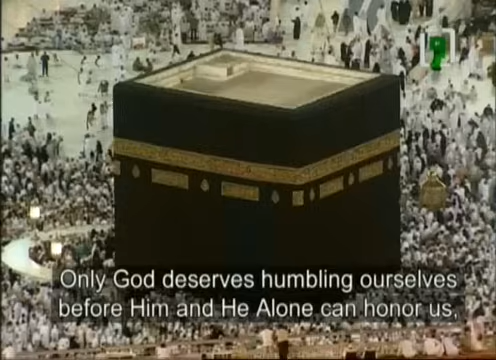 Only God deserves humbling ourselves
before Him and He Alone can honor us,